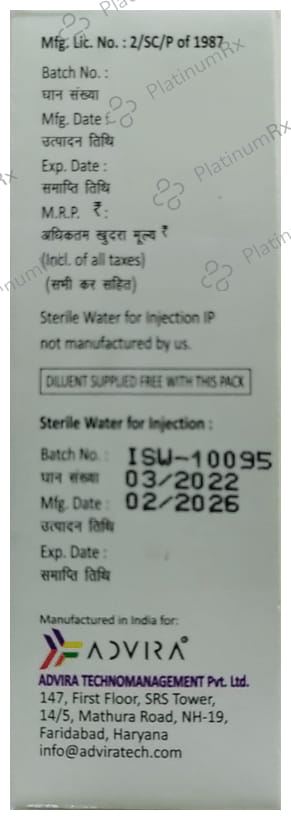 Mfg. Lic. No. : 2/SC/P of 1987
Batch No. :
घान संख्या
Mfg. Date :
उत्पादन तिथि
Exp. Date :
समाप्ति तिथि
M.R.P. ₹:
अधिकतम खुदरा मूल्य ₹
(Incl. of all taxes)
(सभी कर सहित)
Sterile Water for Injection IP
not manufactured by us.
DILUENT SUPPLIED FREE WITH THIS PACK
Sterile Water for Injection :
Batch No. : ISW-10095
घान संख्या 03/2022
Mfg. Date : 02/2026
उत्पादन तिथि
Exp. Date :
समाप्ति तिथि
Manufactured in India for:
ADVIRA
ADVIRA TECHNOMANAGEMENT Pvt. Ltd.
147, First Floor, SRS Tower,
14/5, Mathura Road, NH-19,
Faridabad, Haryana
info@adviratech.com
PlatinumRx
PlatinumRx
PlatinumRx